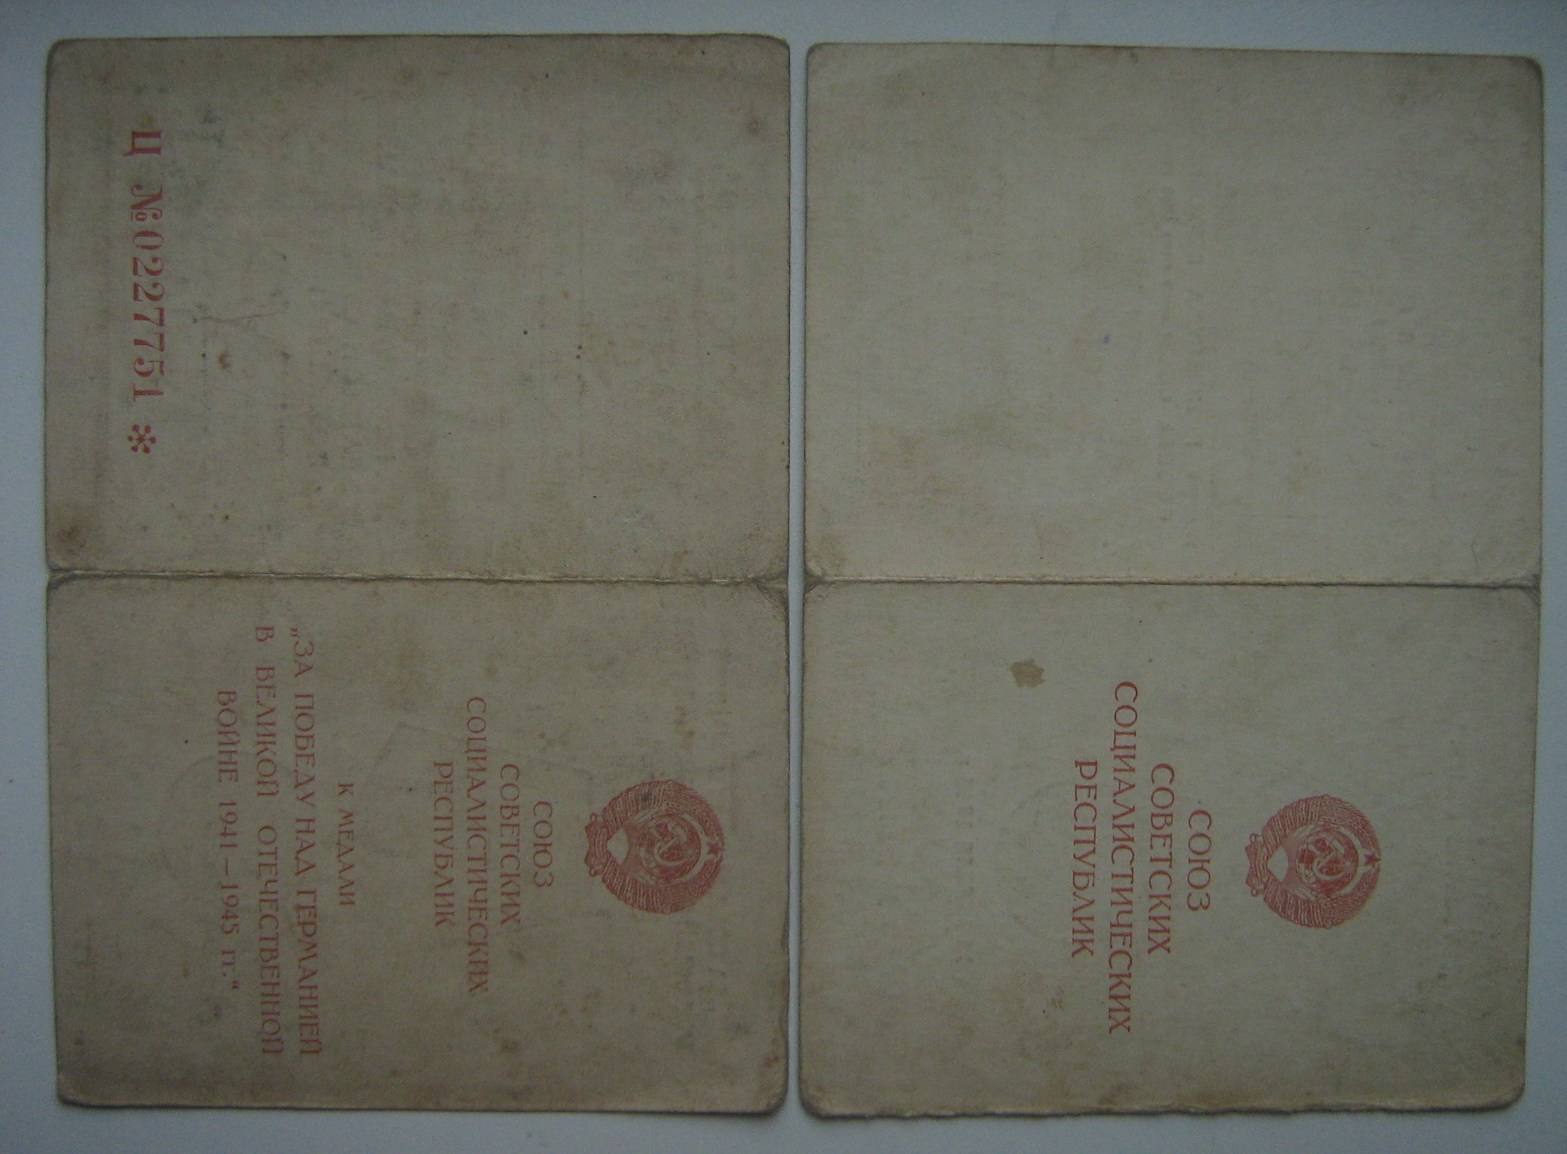 Ц №0227751 *
СОЮЗ
СОВЕТСКИХ
СОЦИАЛИСТИЧЕСКИХ
РЕСПУБЛИК
К МЕДАЛИ
„ЗА ПОБЕДУ НАД ГЕРМАНИЕЙ
В ВЕЛИКОЙ ОТЕЧЕСТВЕННОЙ
ВОЙНЕ 1941—1945 гг.“
СОЮЗ
СОВЕТСКИХ
СОЦИАЛИСТИЧЕСКИХ
РЕСПУБЛИК